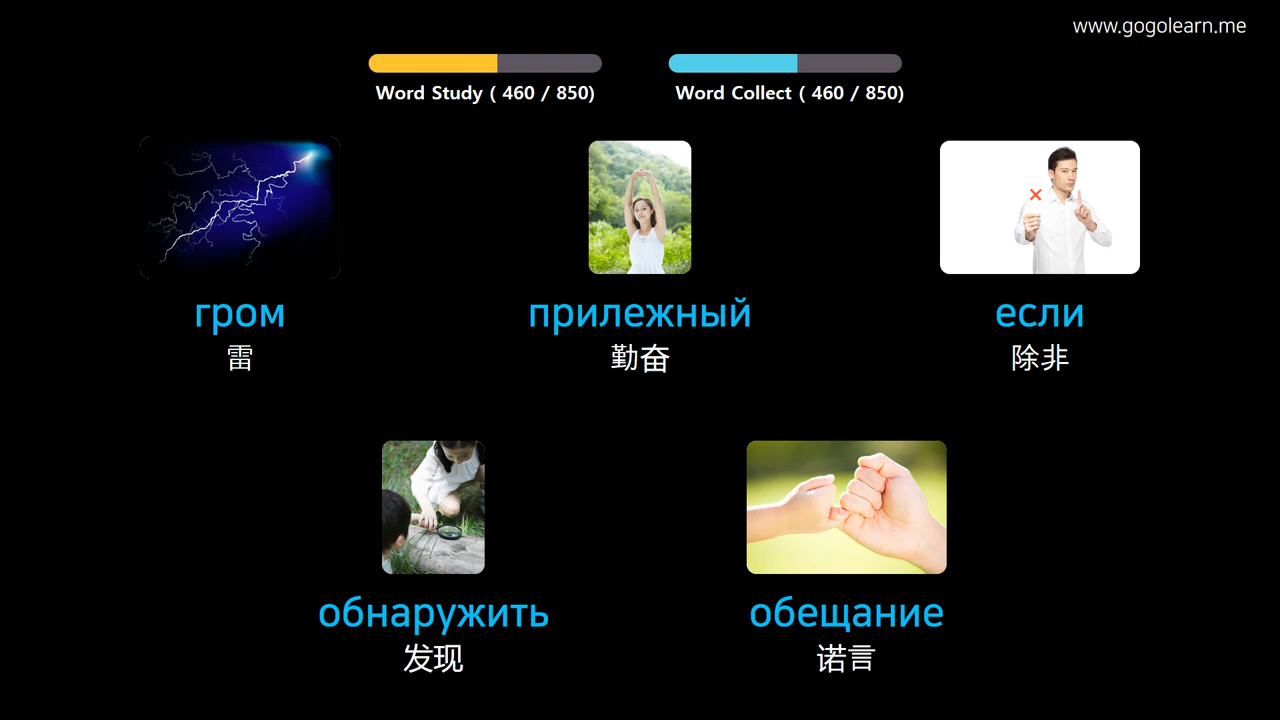 www.gogolearn.me
Word Study ( 460 / 850)
Word Collect ( 460 / 850)
гром
雷
прилежный
勤奋
если
除非
обнаружить
发现
обещание
诺言